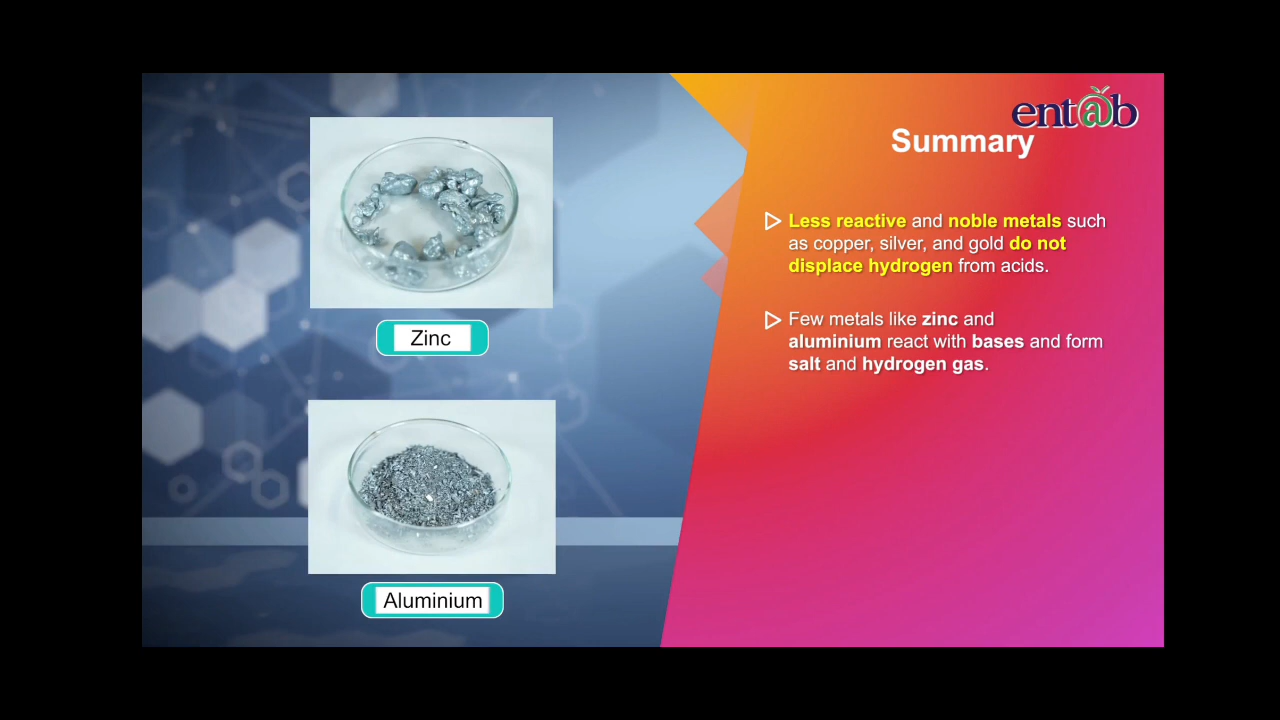 entab
Summary
Less reactive and noble metals such
as copper, silver, and gold do not
displace hydrogen from acids.
Few metals like zinc and
aluminium react with bases and form
salt and hydrogen gas.
Zinc
Aluminium